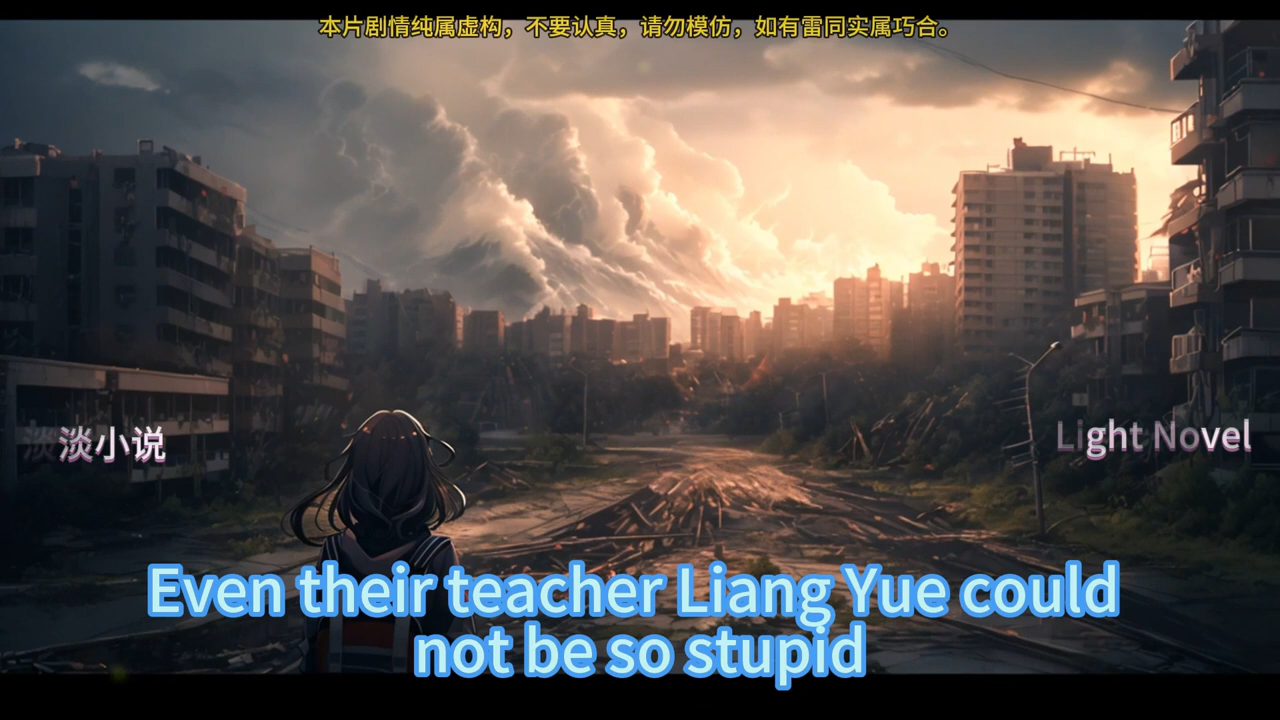 本片剧情纯属虚构，不要认真，请勿模仿，如有雷同实属巧合。
淡淡小说
Light Novel
Even their teacher Liang Yue could
not be so stupid